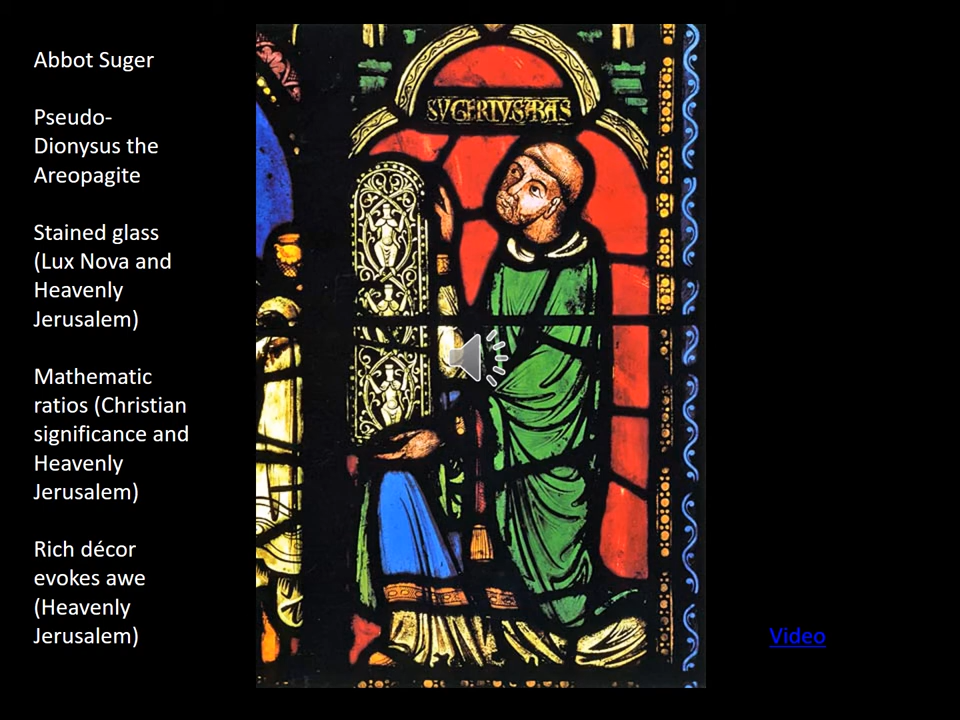 Abbot Suger
Pseudo-
Dionysus the
Areopagite
Stained glass
(Lux Nova and
Heavenly
Jerusalem)
Mathematic
ratios (Christian
significance and
Heavenly
Jerusalem)
Rich décor
evokes awe
(Heavenly
Jerusalem)
SVGERIVSABAS
Video